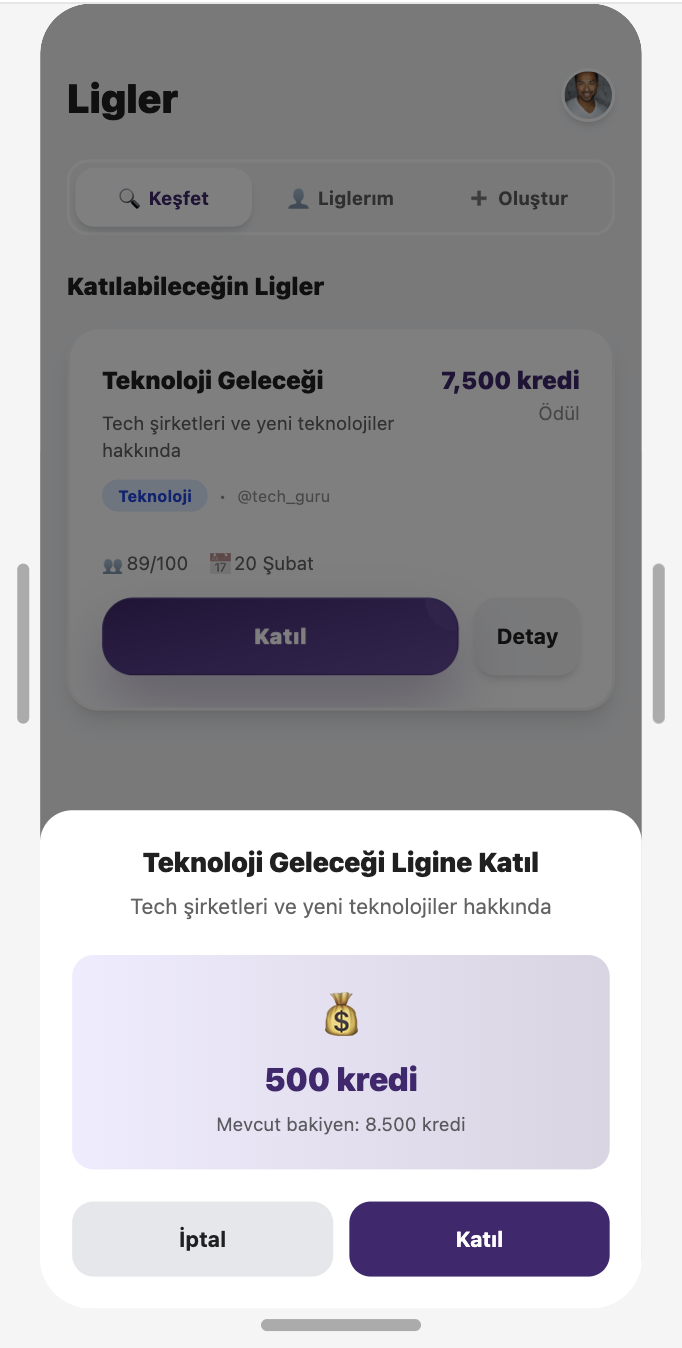 Ligler
Keşfet
Liglerım
Oluştur
Katılabileceğin Ligler
Teknoloji Geleceği
7,500 kredi
Ödül
Tech şirketleri ve yeni teknolojiler
hakkında
Teknoloji • @tech_guru
89/100 20 Şubat
Katıl
Detay
Teknoloji Geleceği Ligine Katıl
Tech şirketleri ve yeni teknolojiler hakkında
500 kredi
Mevcut bakiyen: 8.500 kredi
İptal
Katıl